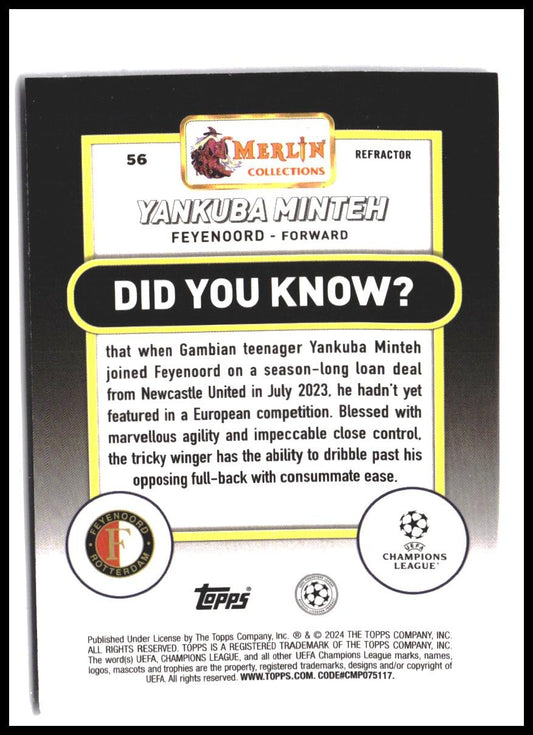 56
MERLIN
COLLECTIONS
REFRACTOR
YANKUBA MINTEH
FEYENOORD - FORWARD
DID YOU KNOW?
that when Gambian teenager Yankuba Minteh
joined Feyenoord on a season-long loan deal
from Newcastle United in July 2023, he hadn't yet
featured in a European competition. Blessed with
marvellous agility and impeccable close control,
the tricky winger has the ability to dribble past his
opposing full-back with consummate ease.
FEYENOORD
F
ROTTERDAM
UEFA
CHAMPIONS
LEAGUE
topps
Published Under License by The Topps Company, Inc. ® & © 2024 THE TOPPS COMPANY, INC.
ALL RIGHTS RESERVED. TOPPS IS A REGISTERED TRADEMARK OF THE TOPPS COMPANY, INC.
The word(s) UEFA, CHAMPIONS LEAGUE, and all other UEFA Champions League marks, names,
logos, mascots and trophies are the property, registered trademarks, designs and/or copyright of
UEFA. All rights reserved. WWW.TOPPS.COM. CODE#CMP075117.